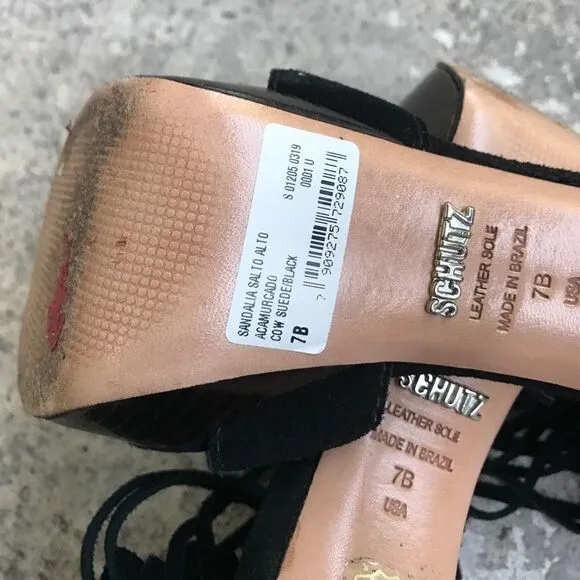 S 01205 0319
0001 U
7 909275 729087
SANDALIA SALTO ALTO
ACAMURCADO
COW SUEDE/BLACK
7B
SCHUTZ
LEATHER SOLE
MADE IN BRAZIL
7B
USA
SCHUTZ
LEATHER SOLE
MADE IN BRAZIL
7B
USA